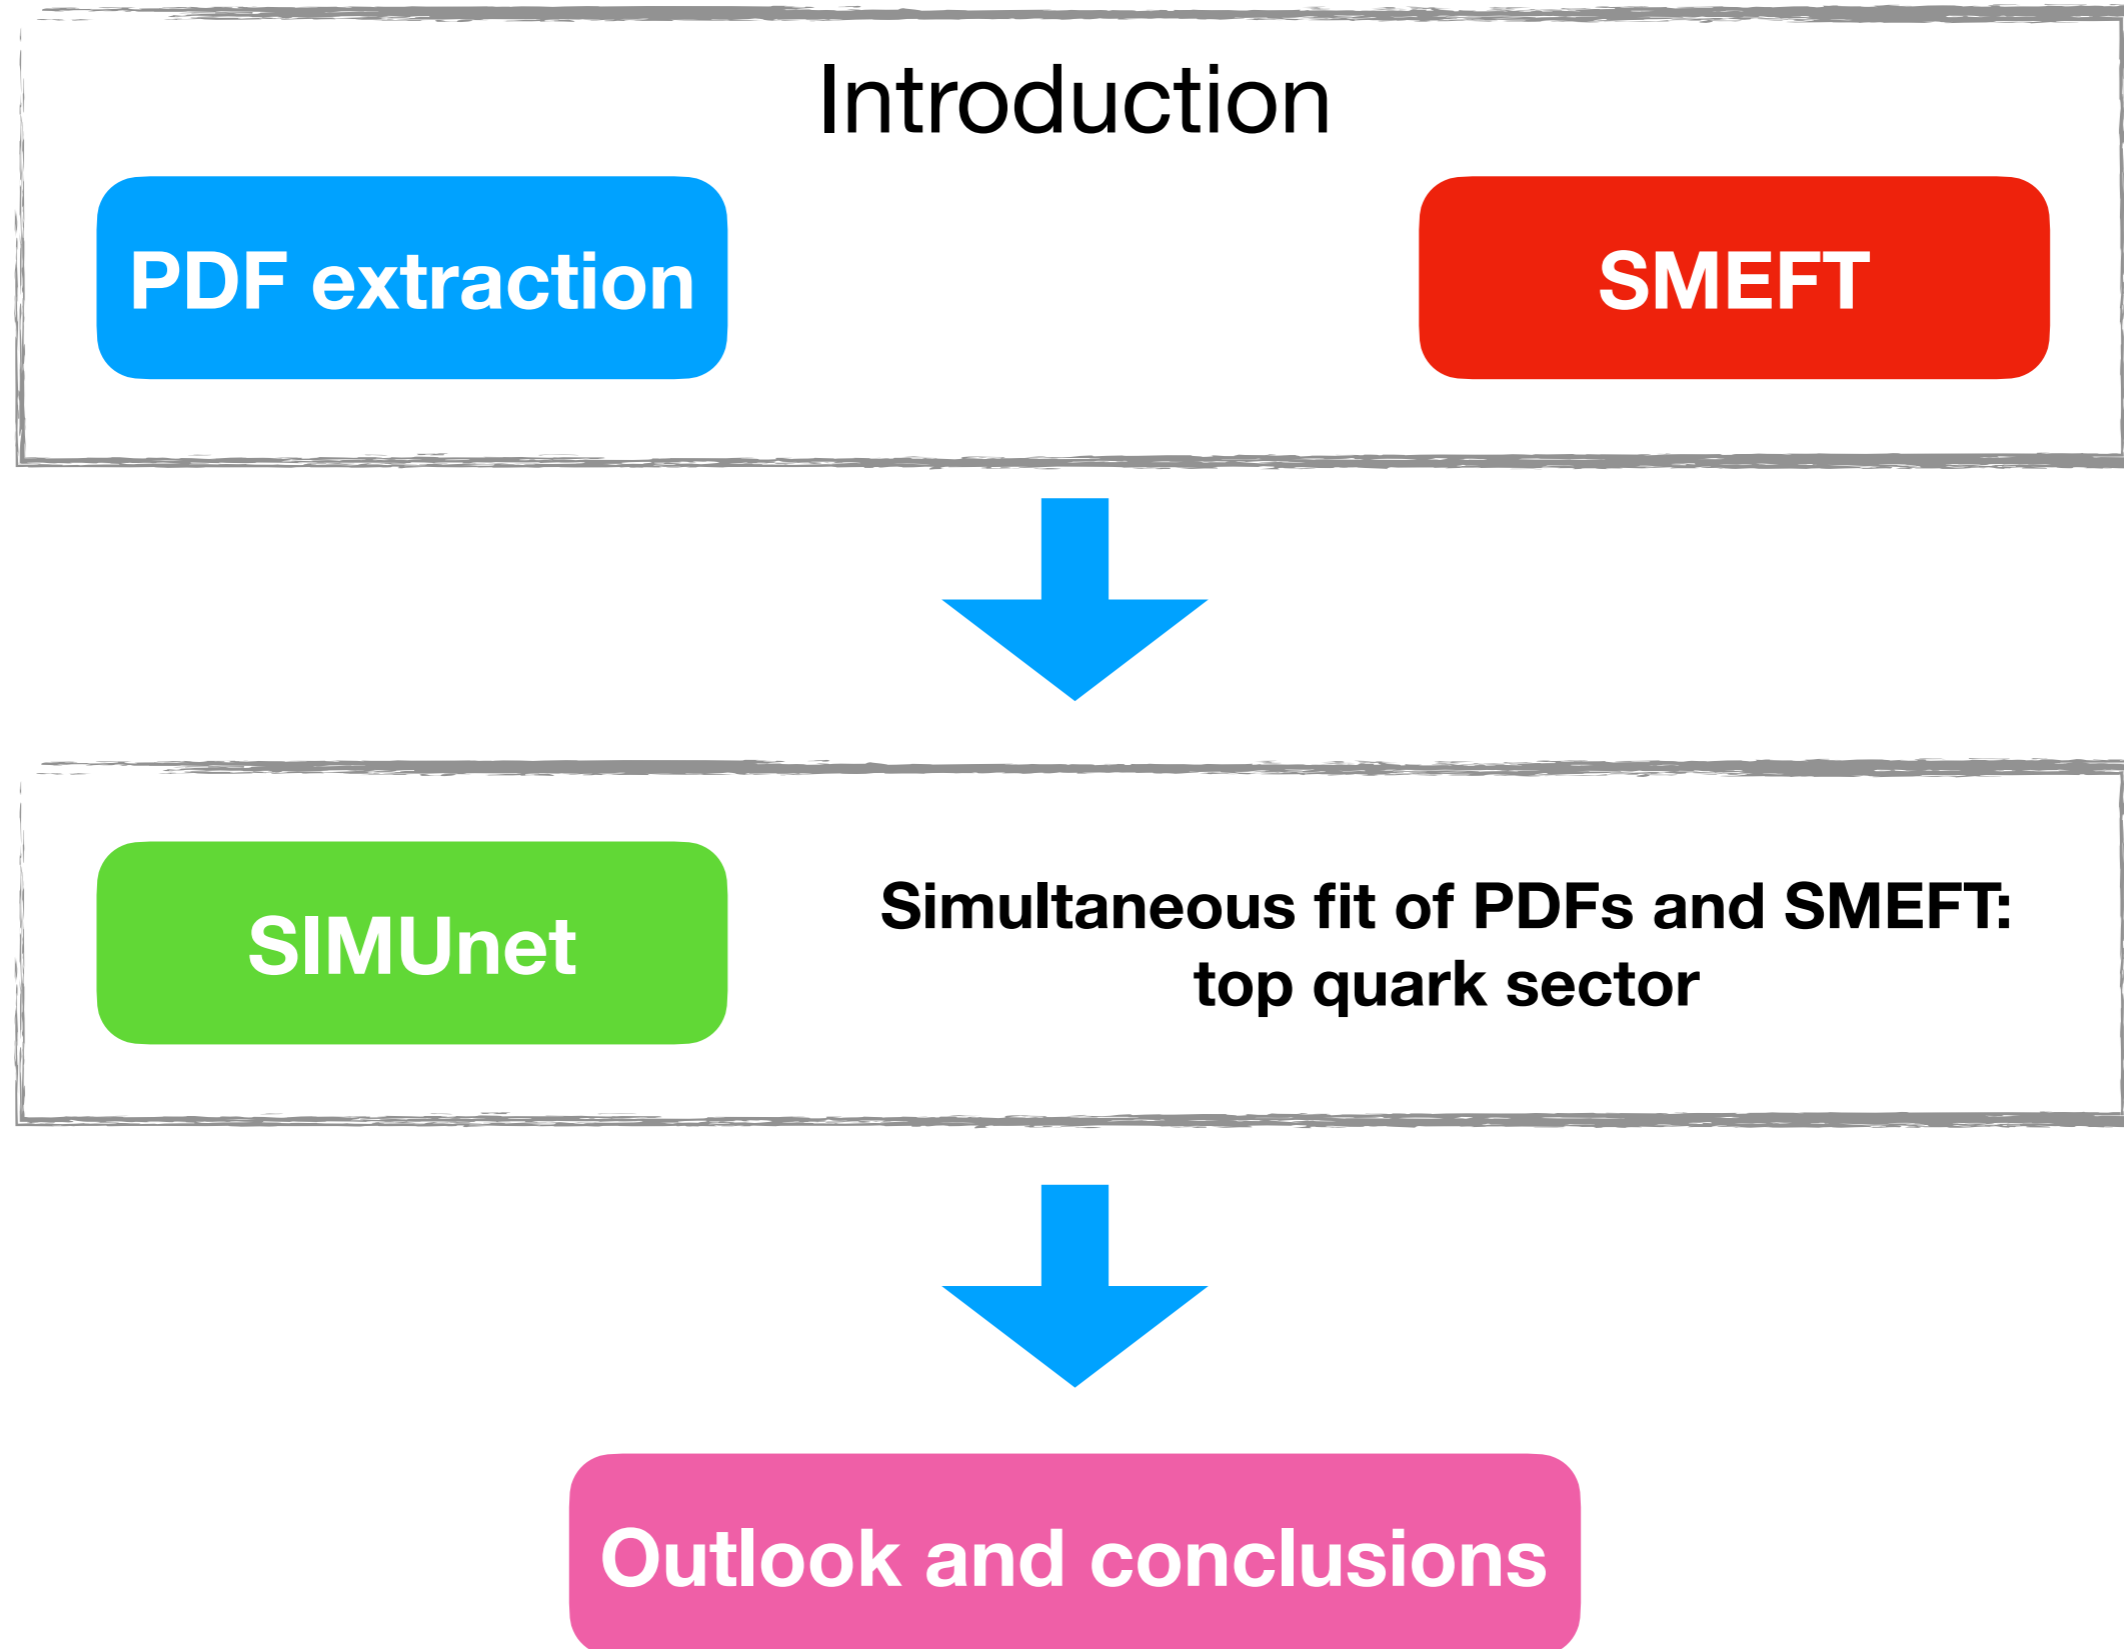 Introduction
PDF extraction
SMEFT
SIMUnet
Simultaneous fit of PDFs and SMEFT:
top quark sector
Outlook and conclusions